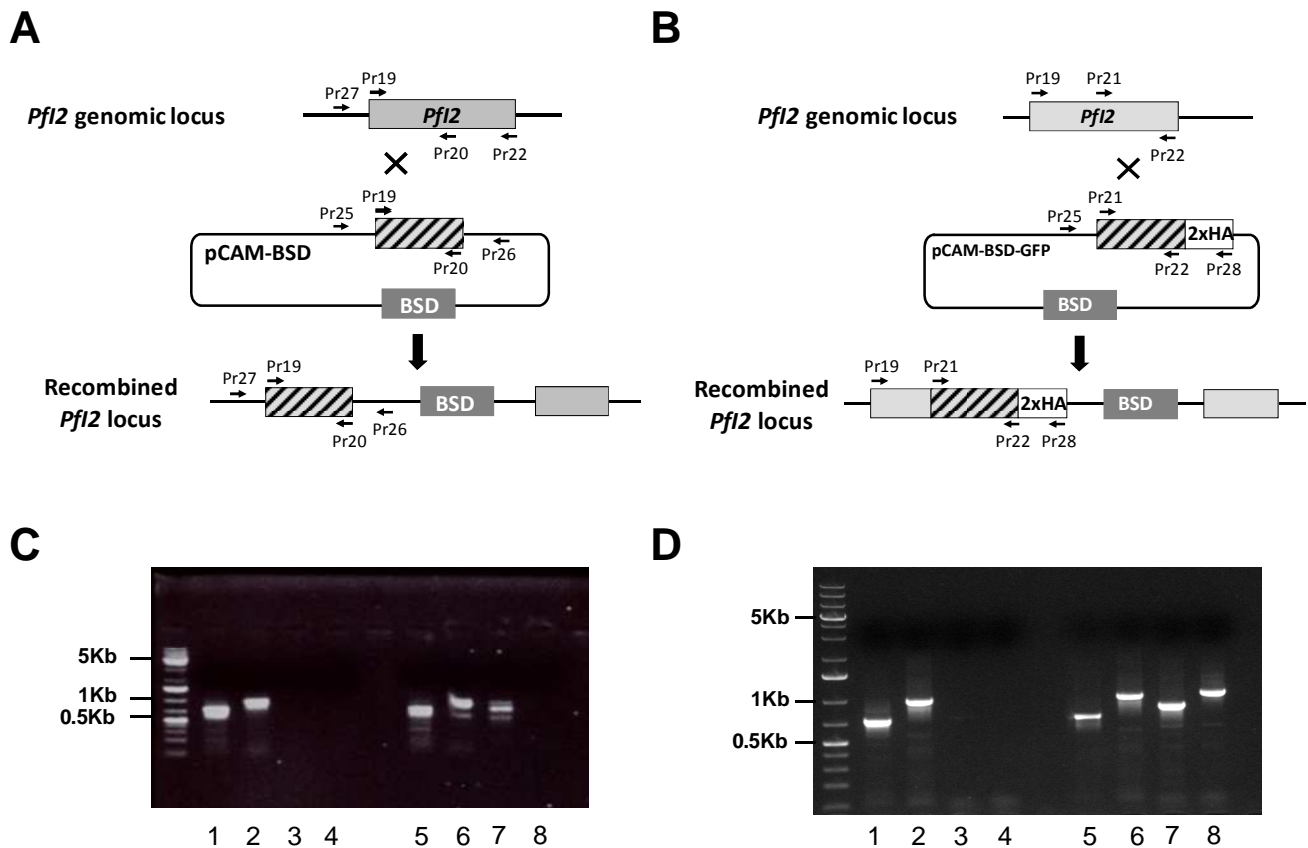 A
Pr19
Pr27
PfI2 genomic locus
PfI2
Pr20
Pr22
Pr19
Pr25
pCAM-BSD
Pr20
Pr26
BSD
Recombined
PfI2 locus
Pr27
Pr19
BSD
Pr20
Pr26
B
Pr19
Pr21
PfI2 genomic locus
PfI2
Pr22
Pr21
Pr25
2xHA
pCAM-BSD-GFP
Pr22
Pr28
BSD
Recombined
PfI2 locus
Pr19
Pr21
2xHA
BSD
Pr22
Pr28
C
5Kb
1Kb
0.5Kb
1 2 3 4 5 6 7 8
D
5Kb
1Kb
0.5Kb
1 2 3 4 5 6 7 8